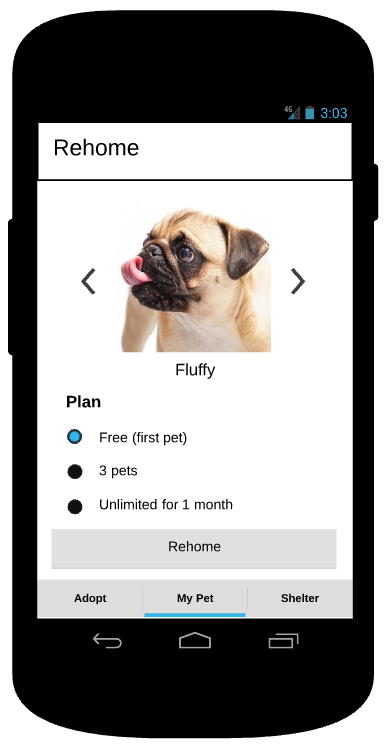 4G 3:03
Rehome
Fluffy
Plan
Free (first pet)
3 pets
Unlimited for 1 month
Rehome
Adopt My Pet Shelter